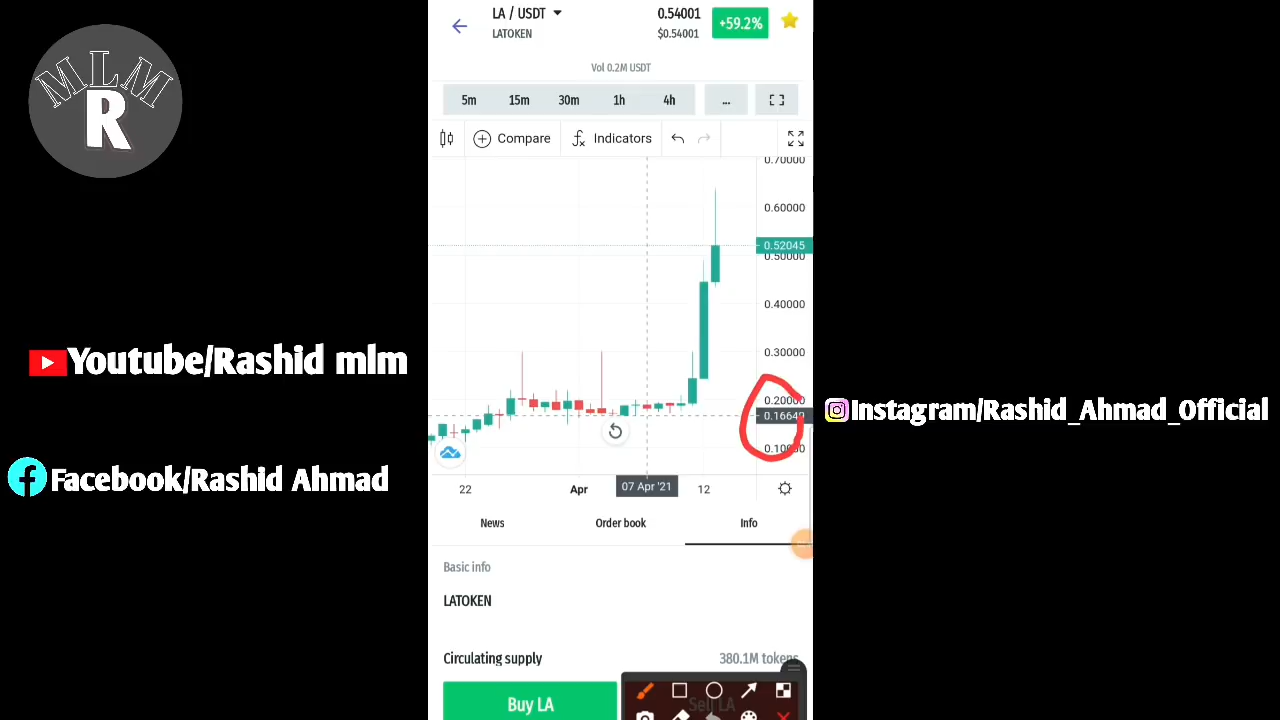 MLM
R
Youtube/Rashid mlm
Facebook/Rashid Ahmad
LA / USDT 0.54001 +59.2%
LATOKEN $0.54001
Vol 0.2M USDT
5m 15m 30m 1h 4h ...
Compare Indicators
0.70000
0.60000
0.52045
0.50000
0.40000
0.30000
0.20000
0.16649
0.10000
22 Apr 07 Apr '21 12
News Order book Info
Basic info
LATOKEN
Circulating supply 380.1M tokens
Buy LA Sell LA
Instagram/Rashid_Ahmad_Official